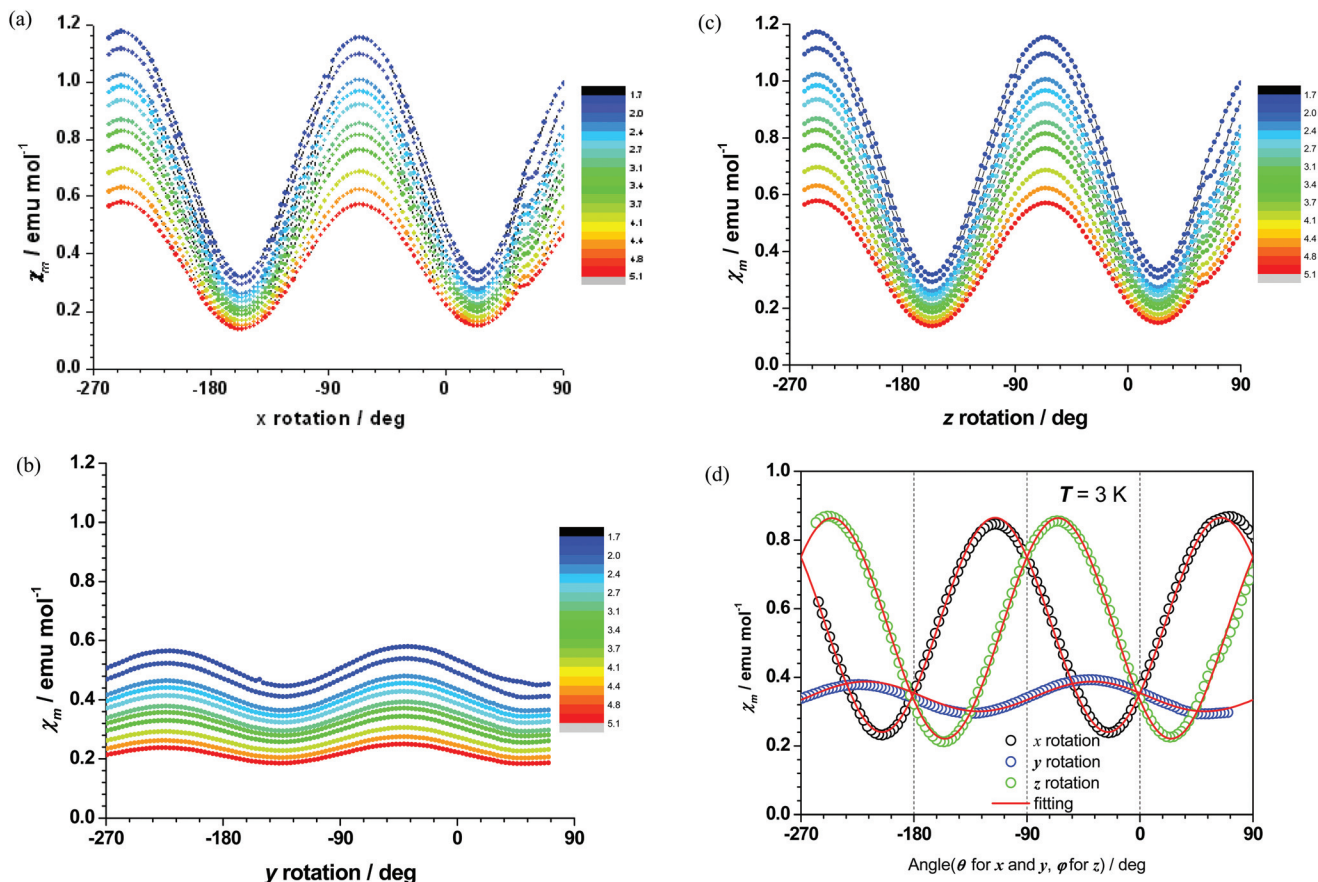 (a)
1.2
1.0
0.8
0.6
0.4
0.2
0.0
χm / emu mol-1
-270 -180 -90 0 90
x rotation / deg
1.7
2.0
2.4
2.7
3.1
3.4
3.7
4.1
4.4
4.8
5.1
(c)
1.2
1.0
0.8
0.6
0.4
0.2
0.0
χm / emu mol-1
-270 -180 -90 0 90
z rotation / deg
1.7
2.0
2.4
2.7
3.1
3.4
3.7
4.1
4.4
4.8
5.1
(b)
1.2
1.0
0.8
0.6
0.4
0.2
0.0
χm / emu mol-1
-270 -180 -90 0 90
y rotation / deg
1.7
2.0
2.4
2.7
3.1
3.4
3.7
4.1
4.4
4.8
5.1
(d)
1.0
0.8
0.6
0.4
0.2
0.0
χm / emu mol-1
T = 3 K
x rotation
y rotation
z rotation
fitting
-270 -180 -90 0 90
Angle(θ for x and y, φ for z) / deg